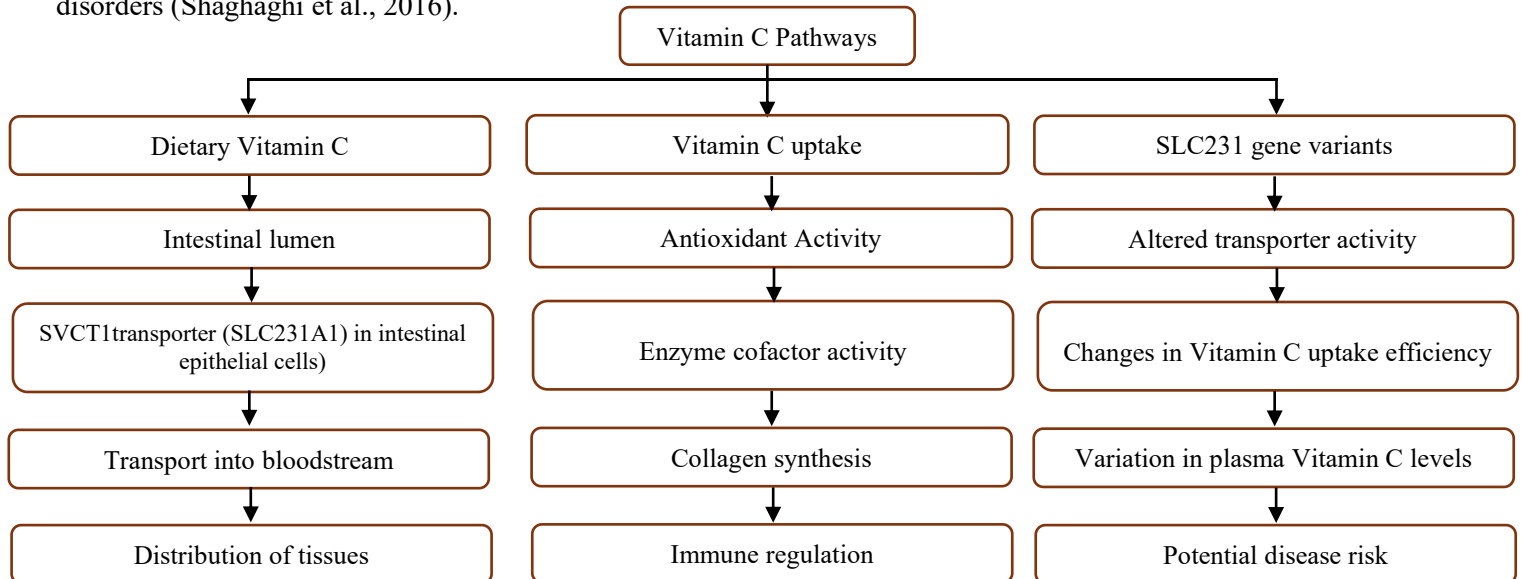 disorders (Shaghaghi et al., 2016).
Vitamin C Pathways
Dietary Vitamin C
Intestinal lumen
SVCT1transporter (SLC231A1) in intestinal
epithelial cells)
Transport into bloodstream
Distribution of tissues
Vitamin C uptake
Antioxidant Activity
Enzyme cofactor activity
Collagen synthesis
Immune regulation
SLC231 gene variants
Altered transporter activity
Changes in Vitamin C uptake efficiency
Variation in plasma Vitamin C levels
Potential disease risk